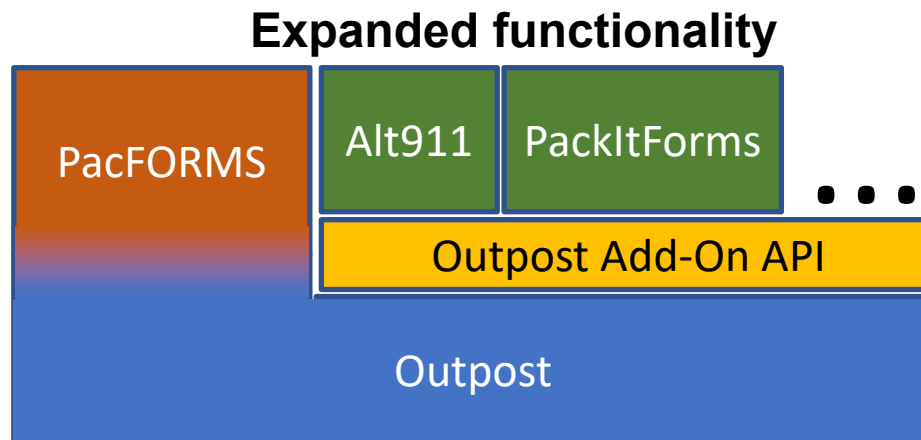 Expanded functionality
PacFORMS
Alt911
PackItForms
...
Outpost Add-On API
Outpost